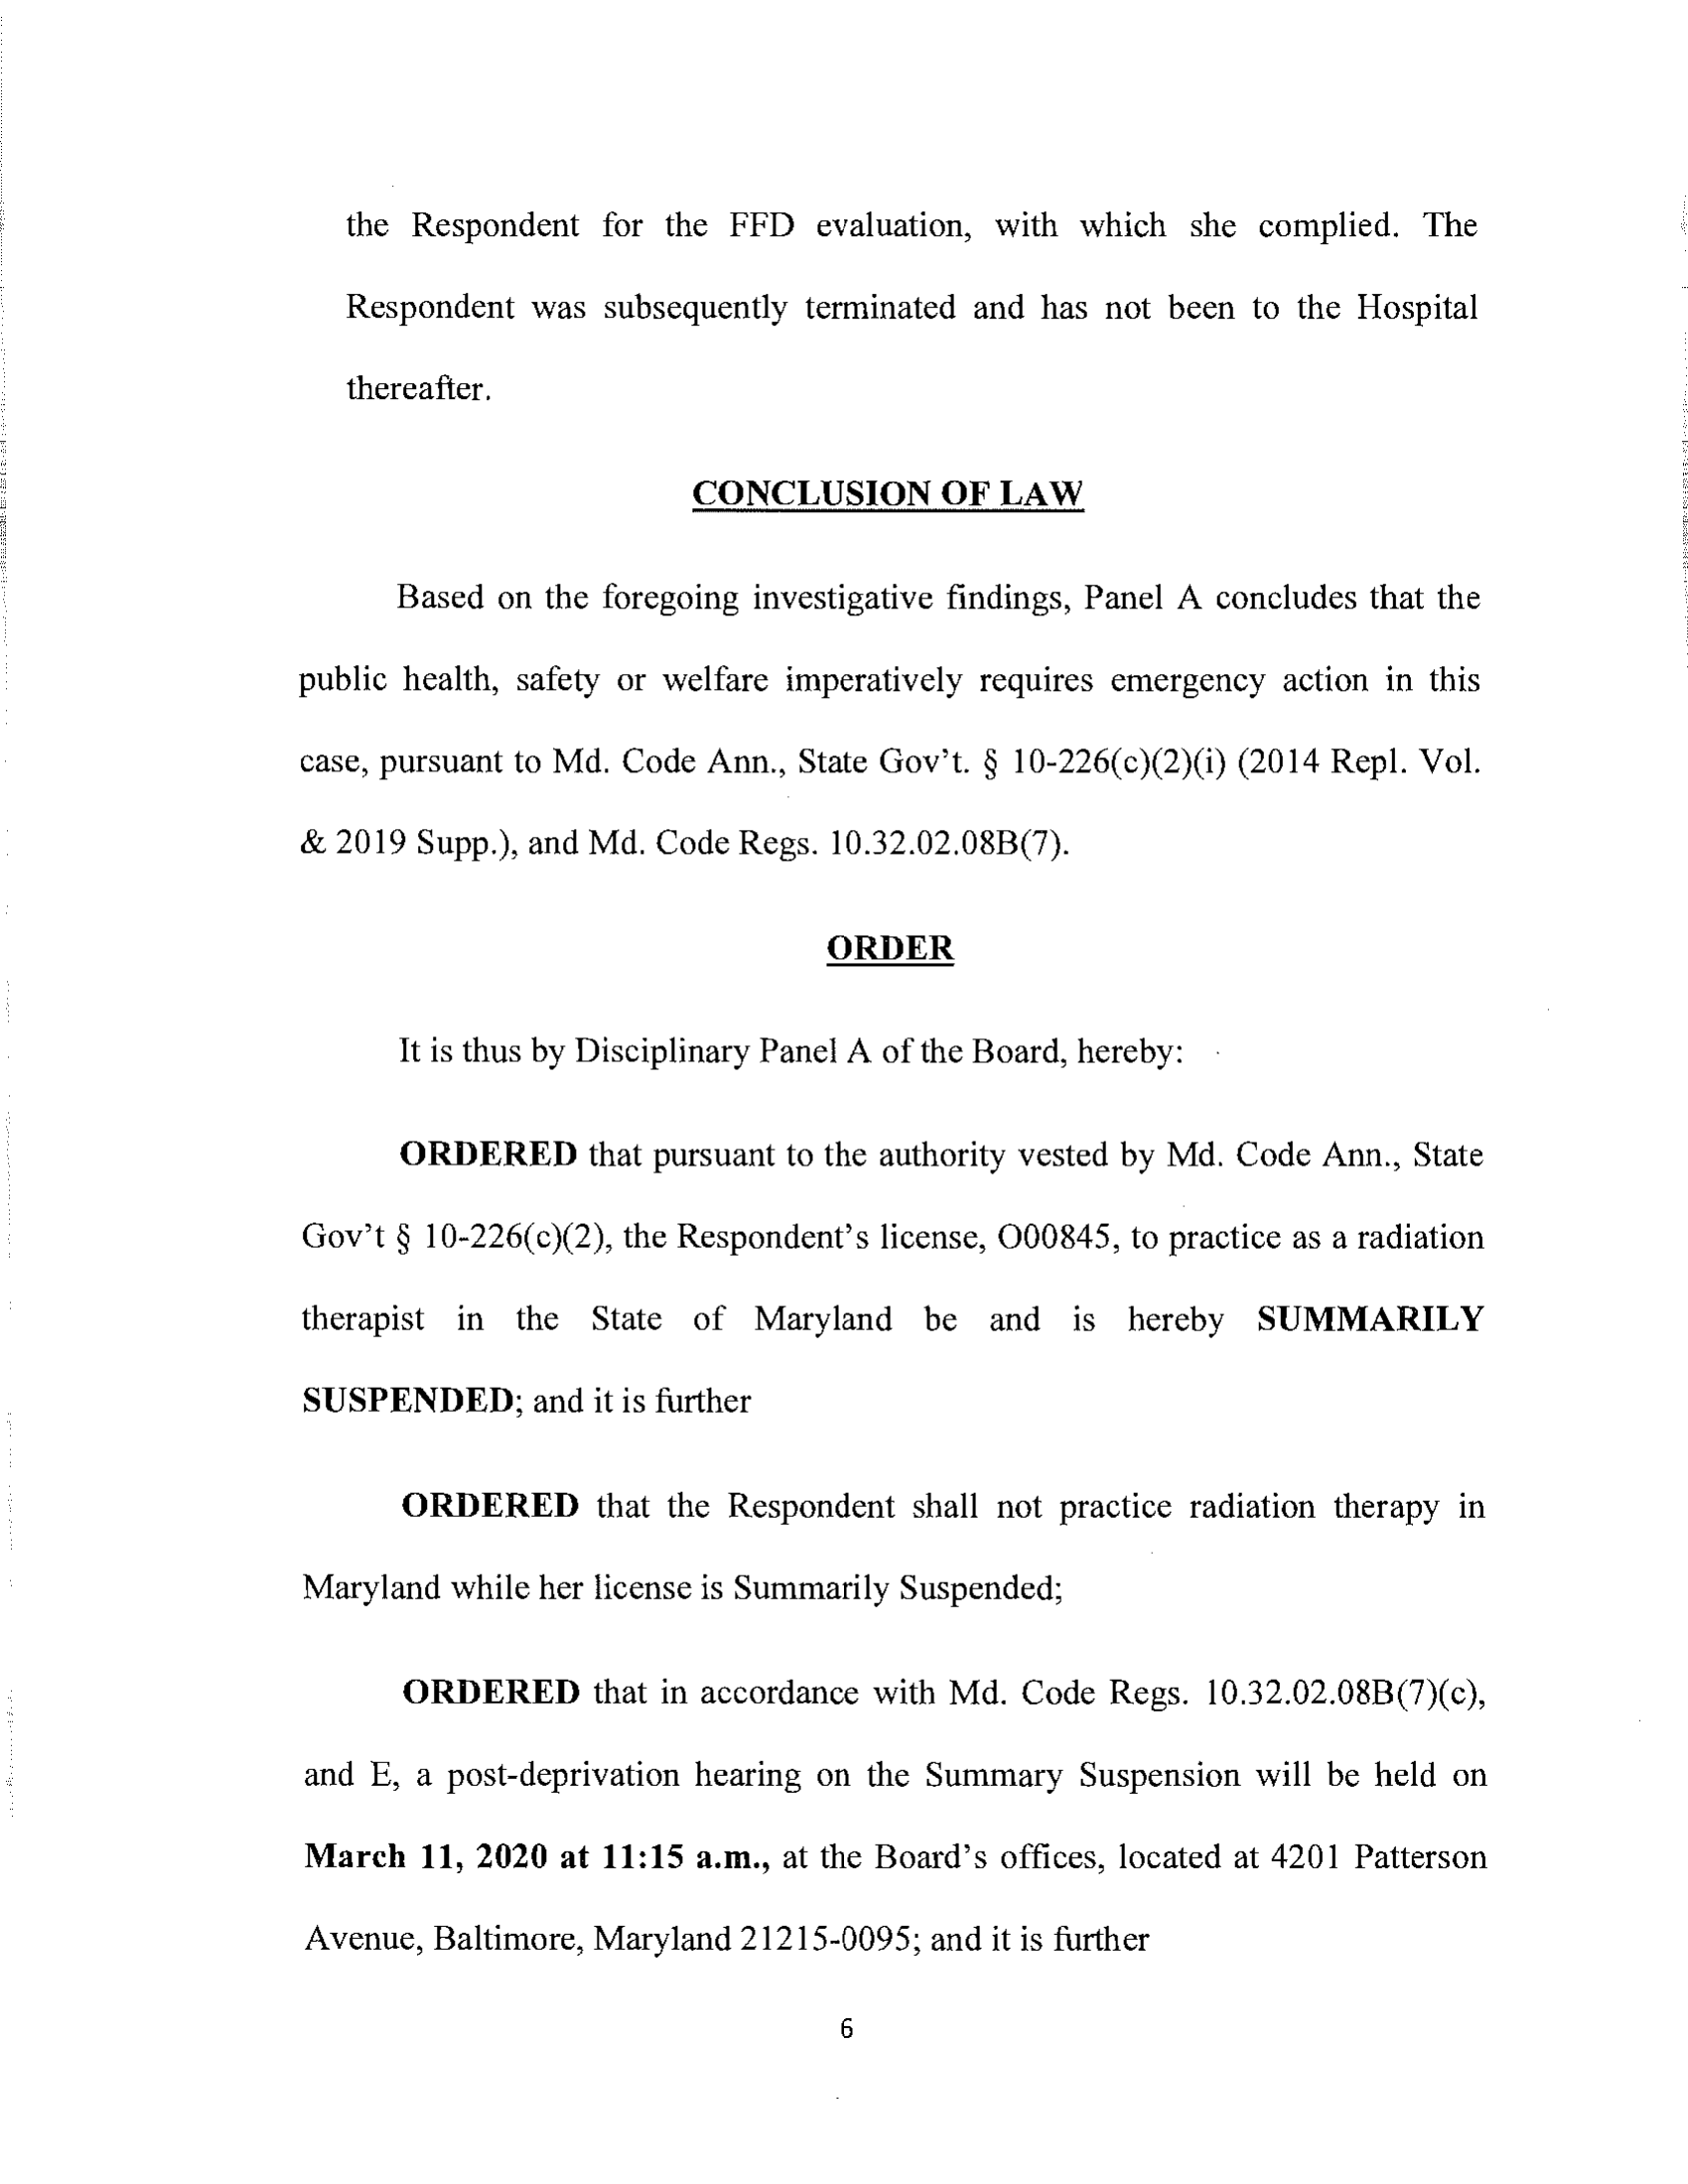 the Respondent for the FFD evaluation, with which she complied. The
Respondent was subsequently terminated and has not been to the Hospital
thereafter.
CONCLUSION OF LAW
Based on the foregoing investigative findings, Panel A concludes that the
public health, safety or welfare imperatively requires emergency action in this
case, pursuant to Md. Code Ann., State Gov't. § 10-226(c)(2)(i) (2014 Repl. Vol.
& 2019 Supp.), and Md. Code Regs. 10.32.02.08B(7).
ORDER
It is thus by Disciplinary Panel A of the Board, hereby:
ORDERED that pursuant to the authority vested by Md. Code Ann., State
Gov't § 10-226(c)(2), the Respondent's license, O00845, to practice as a radiation
therapist in the State of Maryland be and is hereby SUMMARILY
SUSPENDED; and it is further
ORDERED that the Respondent shall not practice radiation therapy in
Maryland while her license is Summarily Suspended;
ORDERED that in accordance with Md. Code Regs. 10.32.02.08B(7)(c),
and E, a post-deprivation hearing on the Summary Suspension will be held on
March 11, 2020 at 11:15 a.m., at the Board's offices, located at 4201 Patterson
Avenue, Baltimore, Maryland 21215-0095; and it is further
6